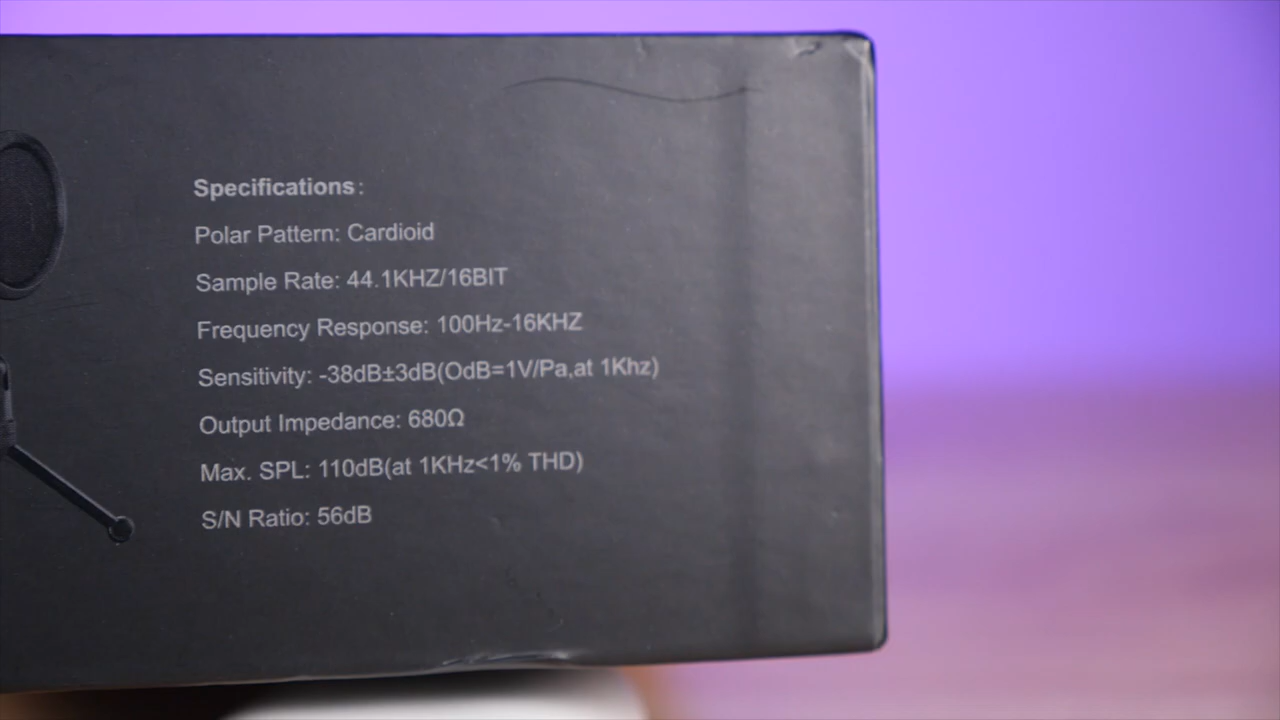 Specifications:
Polar Pattern: Cardioid
Sample Rate: 44.1KHZ/16BIT
Frequency Response: 100Hz-16KHZ
Sensitivity: -38dB±3dB(OdB=1V/Pa,at 1Khz)
Output Impedance: 680Ω
Max. SPL: 110dB(at 1KHz<1% THD)
S/N Ratio: 56dB